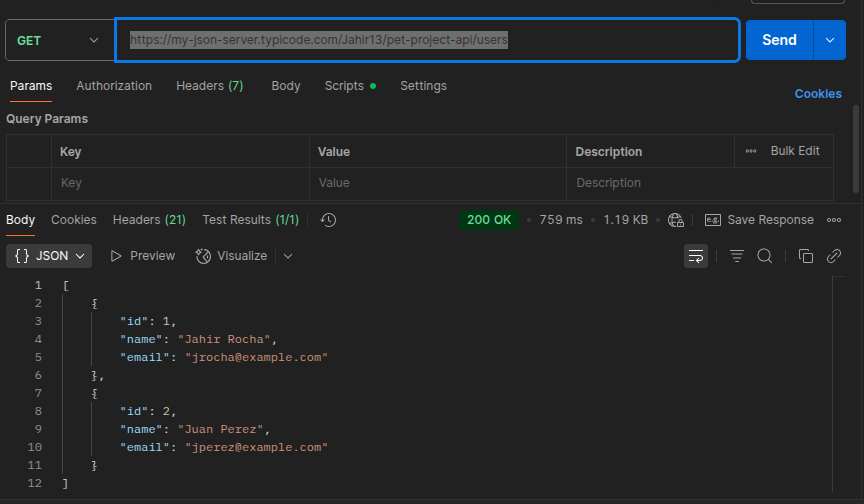 GET https://my-json-server.typicode.com/Jahir13/pet-project-api/users Send
Params Authorization Headers (7) Body Scripts Settings
Cookies
Query Params
Key Value Description Bulk Edit
Key Value Description
Body Cookies Headers (21) Test Results (1/1) 200 OK 759 ms 1.19 KB Save Response
{} JSON Preview Visualize
1 [
2 {
3 "id": 1,
4 "name": "Jahir Rocha",
5 "email": "jrocha@example.com"
6 },
7 {
8 "id": 2,
9 "name": "Juan Perez",
10 "email": "jperez@example.com"
11 }
12 ]